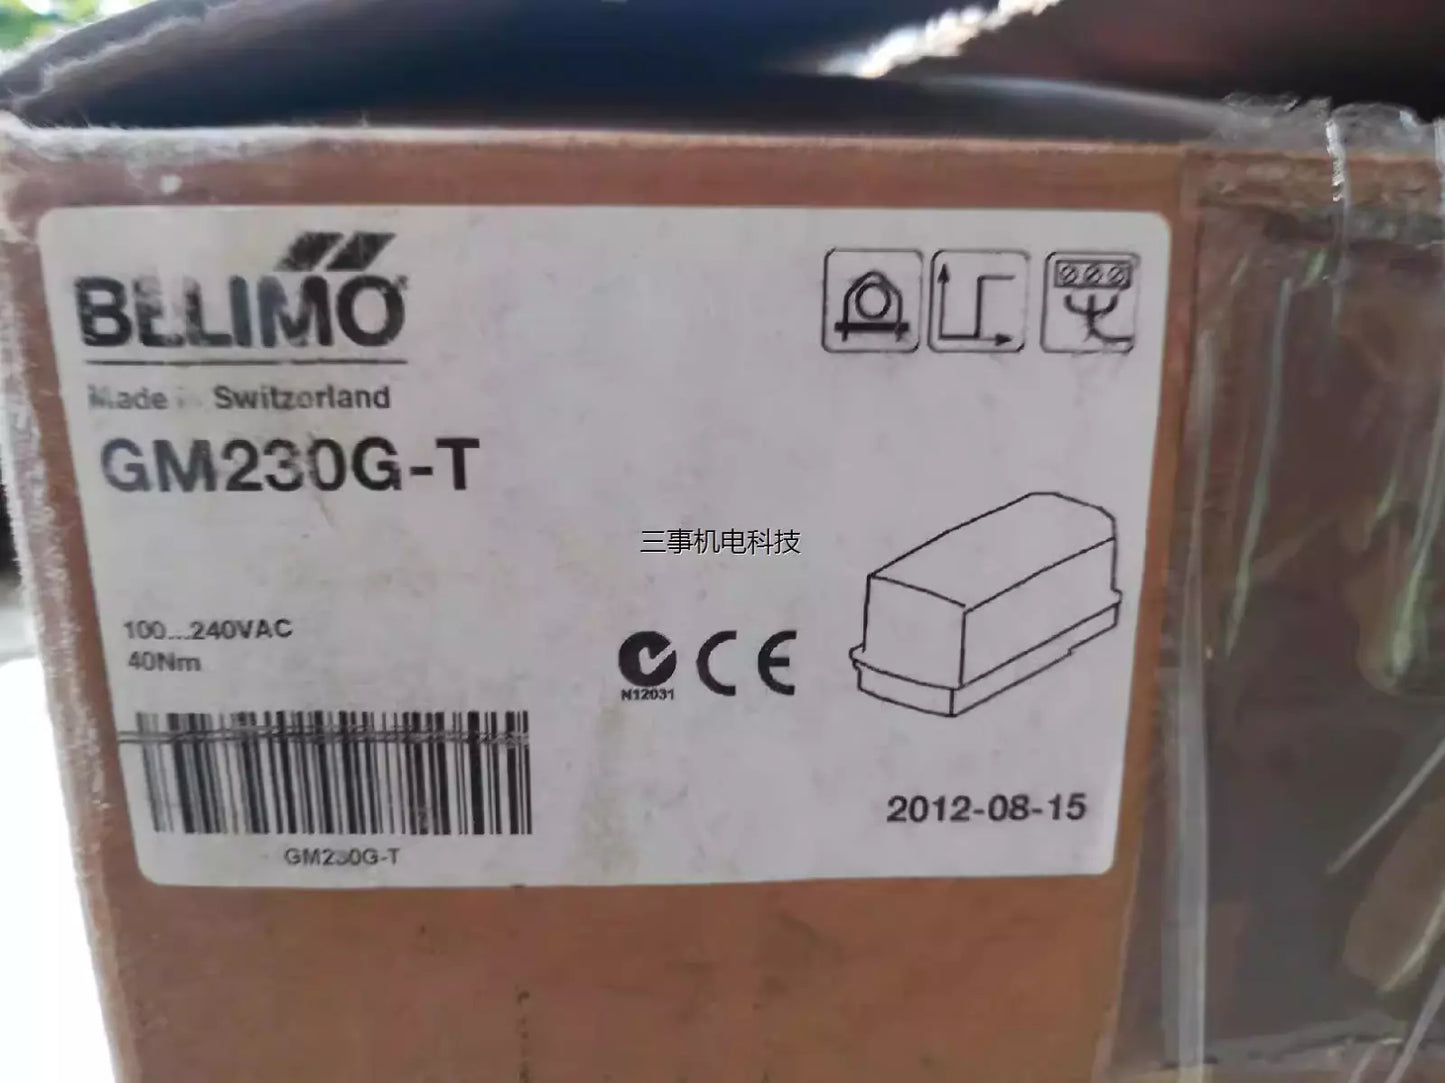 BELIMO
Made in Switzerland
GM230G-T
三事机电科技
100...240VAC
40Nm
N12031
CE
2012-08-15
GM230G-T